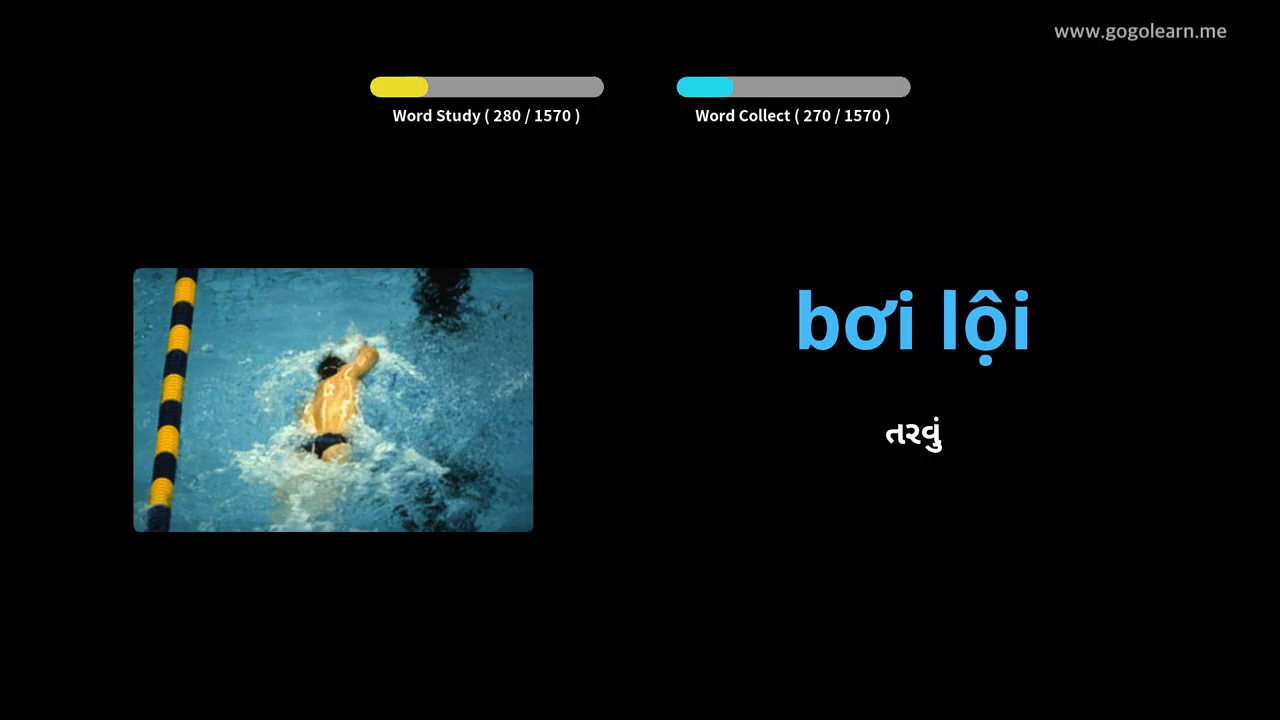 www.gogolearn.me
Word Study ( 280 / 1570 )
Word Collect ( 270 / 1570 )
bơi lội
તરવું